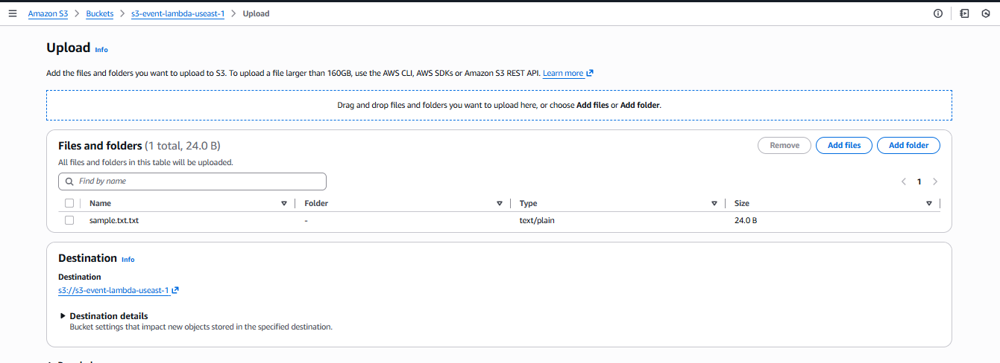 Amazon S3 > Buckets > s3-event-lambda-useast-1 > Upload
Upload Info
Add the files and folders you want to upload to S3. To upload a file larger than 160GB, use the AWS CLI, AWS SDKs or Amazon S3 REST API. Learn more
Drag and drop files and folders you want to upload here, or choose Add files or Add folder.
Files and folders (1 total, 24.0 B)
Remove Add files Add folder
All files and folders in this table will be uploaded.
Find by name
1
Name Folder Type Size
sample.txt.txt - text/plain 24.0 B
Destination Info
Destination
s3://s3-event-lambda-useast-1
Destination details
Bucket settings that impact new objects stored in the specified destination.